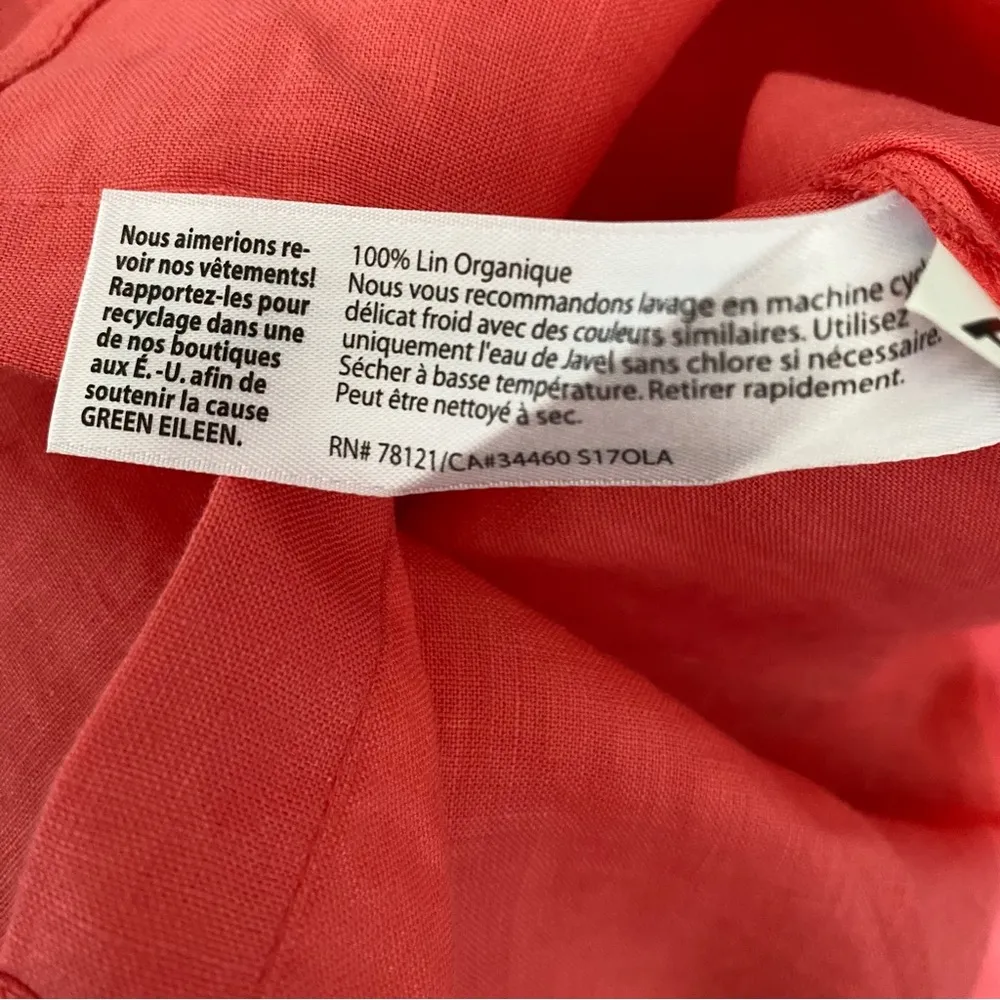 Nous aimerions re-
voir nos vêtements!
Rapportez-les pour
recyclage dans une
de nos boutiques
aux É.-U. afin de
soutenir la cause
GREEN EILEEN.
100% Lin Organique
Nous vous recommandons lavage en machine
délicat froid avec des couleurs similaires. Utilisez
uniquement l'eau de Javel sans chlore si nécessaire.
Sécher à basse température. Retirer rapidement.
Peut être nettoyé à sec.
RN# 78121/CA#34460 S17OLA